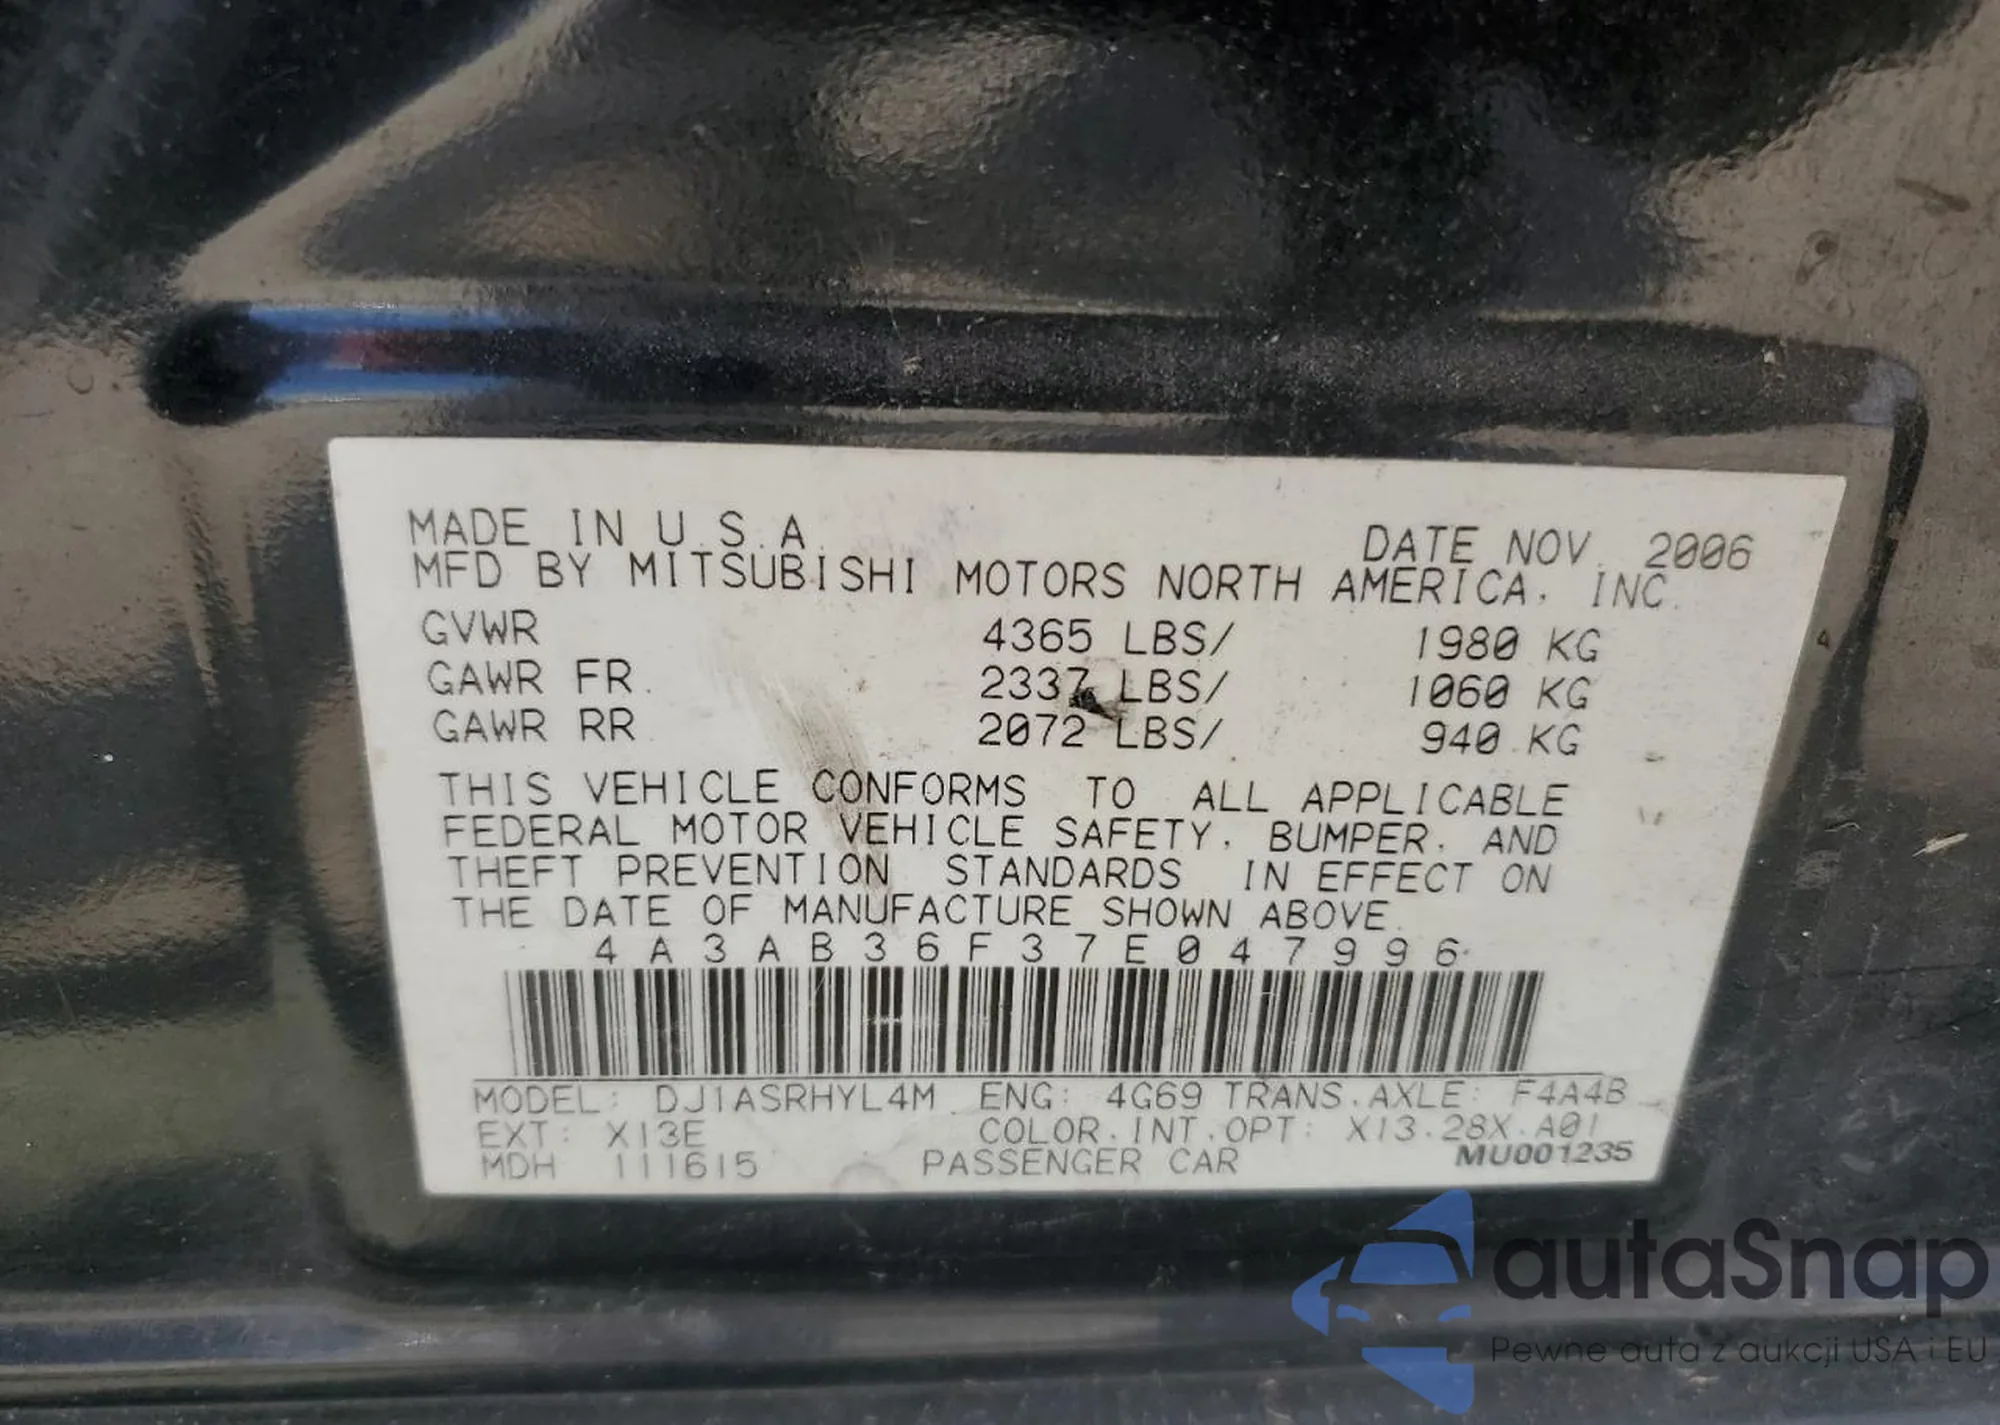 MADE IN U.S.A.
DATE NOV. 2006
MFD BY MITSUBISHI MOTORS NORTH AMERICA, INC.
GVWR 4365 LBS/ 1980 KG
GAWR FR. 2337 LBS/ 1060 KG
GAWR RR 2072 LBS/ 940 KG
THIS VEHICLE CONFORMS TO ALL APPLICABLE
FEDERAL MOTOR VEHICLE SAFETY, BUMPER, AND
THEFT PREVENTION STANDARDS IN EFFECT ON
THE DATE OF MANUFACTURE SHOWN ABOVE.
4A3AB36F37E047996
MODEL: DJ1ASRHYL4M ENG: 4G69 TRANS.AXLE: F4A4B
EXT: X13E COLOR.INT.OPT: X13.28X.A01
MDH 111615 PASSENGER CAR MU001235
autaSnap
Pewne auta z aukcji USA i EU